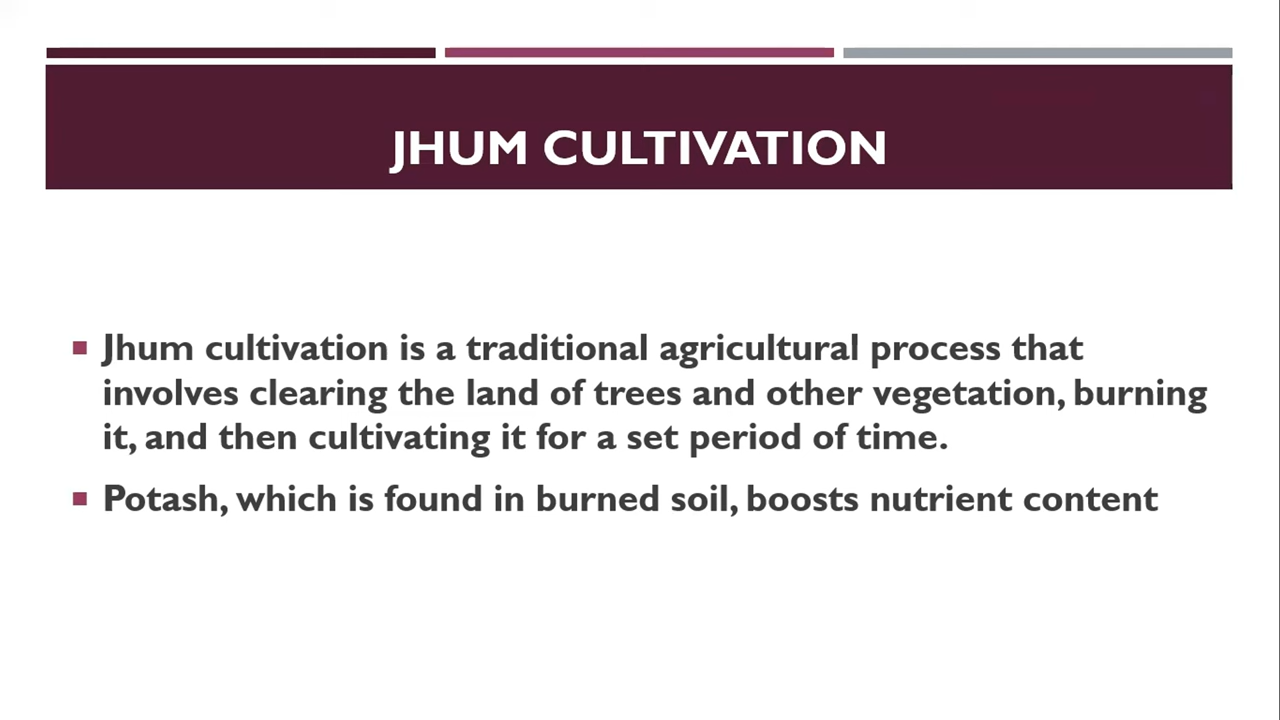 JHUM CULTIVATION
Jhum cultivation is a traditional agricultural process that
involves clearing the land of trees and other vegetation, burning
it, and then cultivating it for a set period of time.
Potash, which is found in burned soil, boosts nutrient content